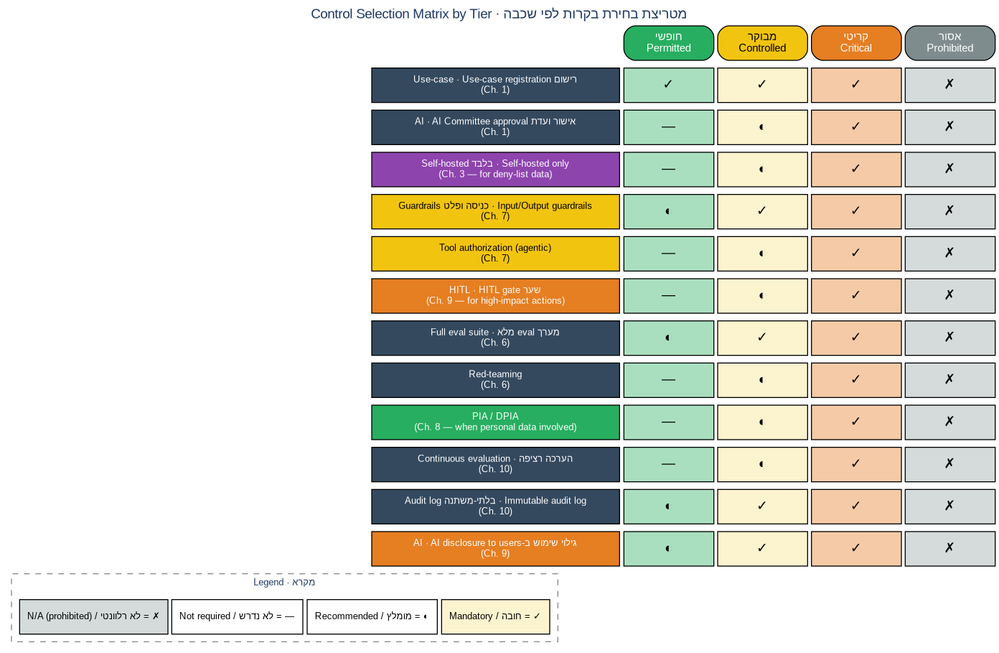 Control Selection Matrix by Tier · מטריצת בחירת בקרות לפי שכבה
חופשי
Permitted
מבוקר
Controlled
קריטי
Critical
אסור
Prohibited
Use-case · Use-case registration רישום
(Ch. 1)
✓ ✓ ✓ ✗
AI · AI Committee approval אישור ועדת
(Ch. 1)
— ◖ ✓ ✗
Self-hosted בלבד · Self-hosted only
(Ch. 3 — for deny-list data)
— ◖ ✓ ✗
Guardrails כניסה ופלט · Input/Output guardrails
(Ch. 7)
◖ ✓ ✓ ✗
Tool authorization (agentic)
(Ch. 7)
— ◖ ✓ ✗
HITL · HITL gate שער
(Ch. 9 — for high-impact actions)
— ◖ ✓ ✗
Full eval suite · מערך eval מלא
(Ch. 6)
◖ ✓ ✓ ✗
Red-teaming
(Ch. 6)
— ◖ ✓ ✗
PIA / DPIA
(Ch. 8 — when personal data involved)
— ◖ ✓ ✗
Continuous evaluation · הערכה רציפה
(Ch. 10)
— ◖ ✓ ✗
Audit log בלתי-משתנה · Immutable audit log
(Ch. 10)
◖ ✓ ✓ ✗
AI · AI disclosure to users-גילוי שימוש ב
(Ch. 9)
◖ ✓ ✓ ✗
Legend · מקרא
N/A (prohibited) / לא רלוונטי = ✗
Not required / לא נדרש = —
Recommended / מומלץ = ◖
Mandatory / חובה = ✓